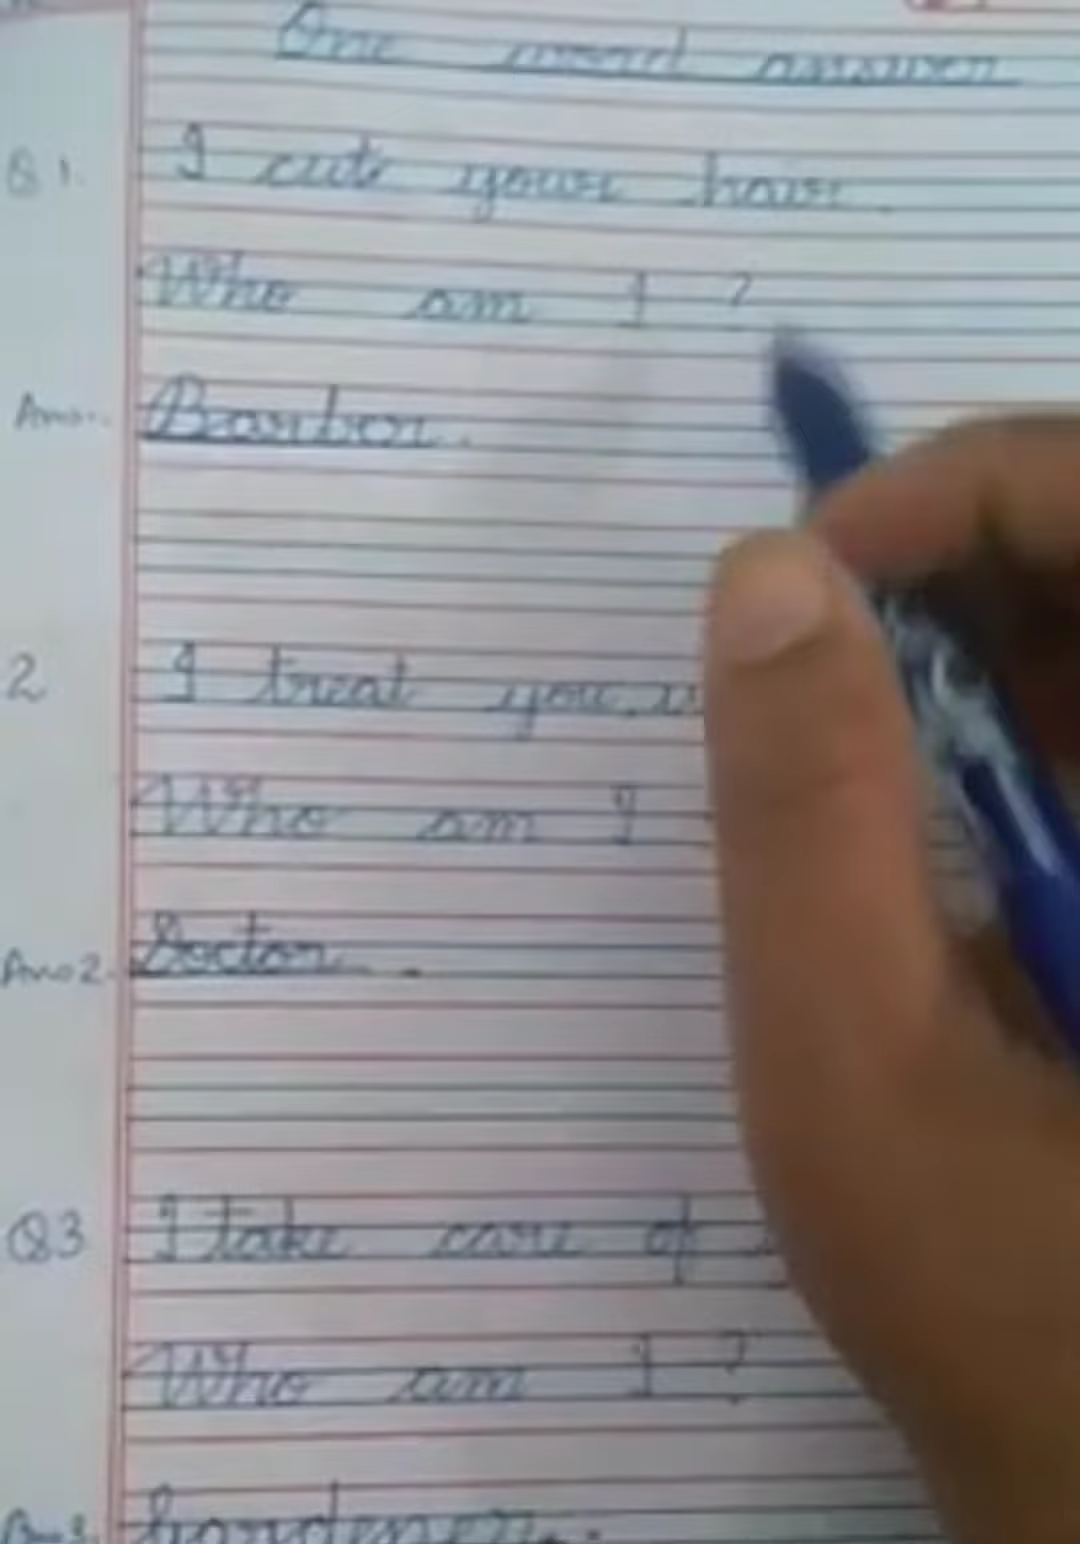 One word answer
Q1. I cut your hair.
Who am I ?
Ans. Barber.
2 I treat you.
Who am I
Ans2. Doctor.
Q3 I take care of
Who am I ?
Ans3. Gardener.